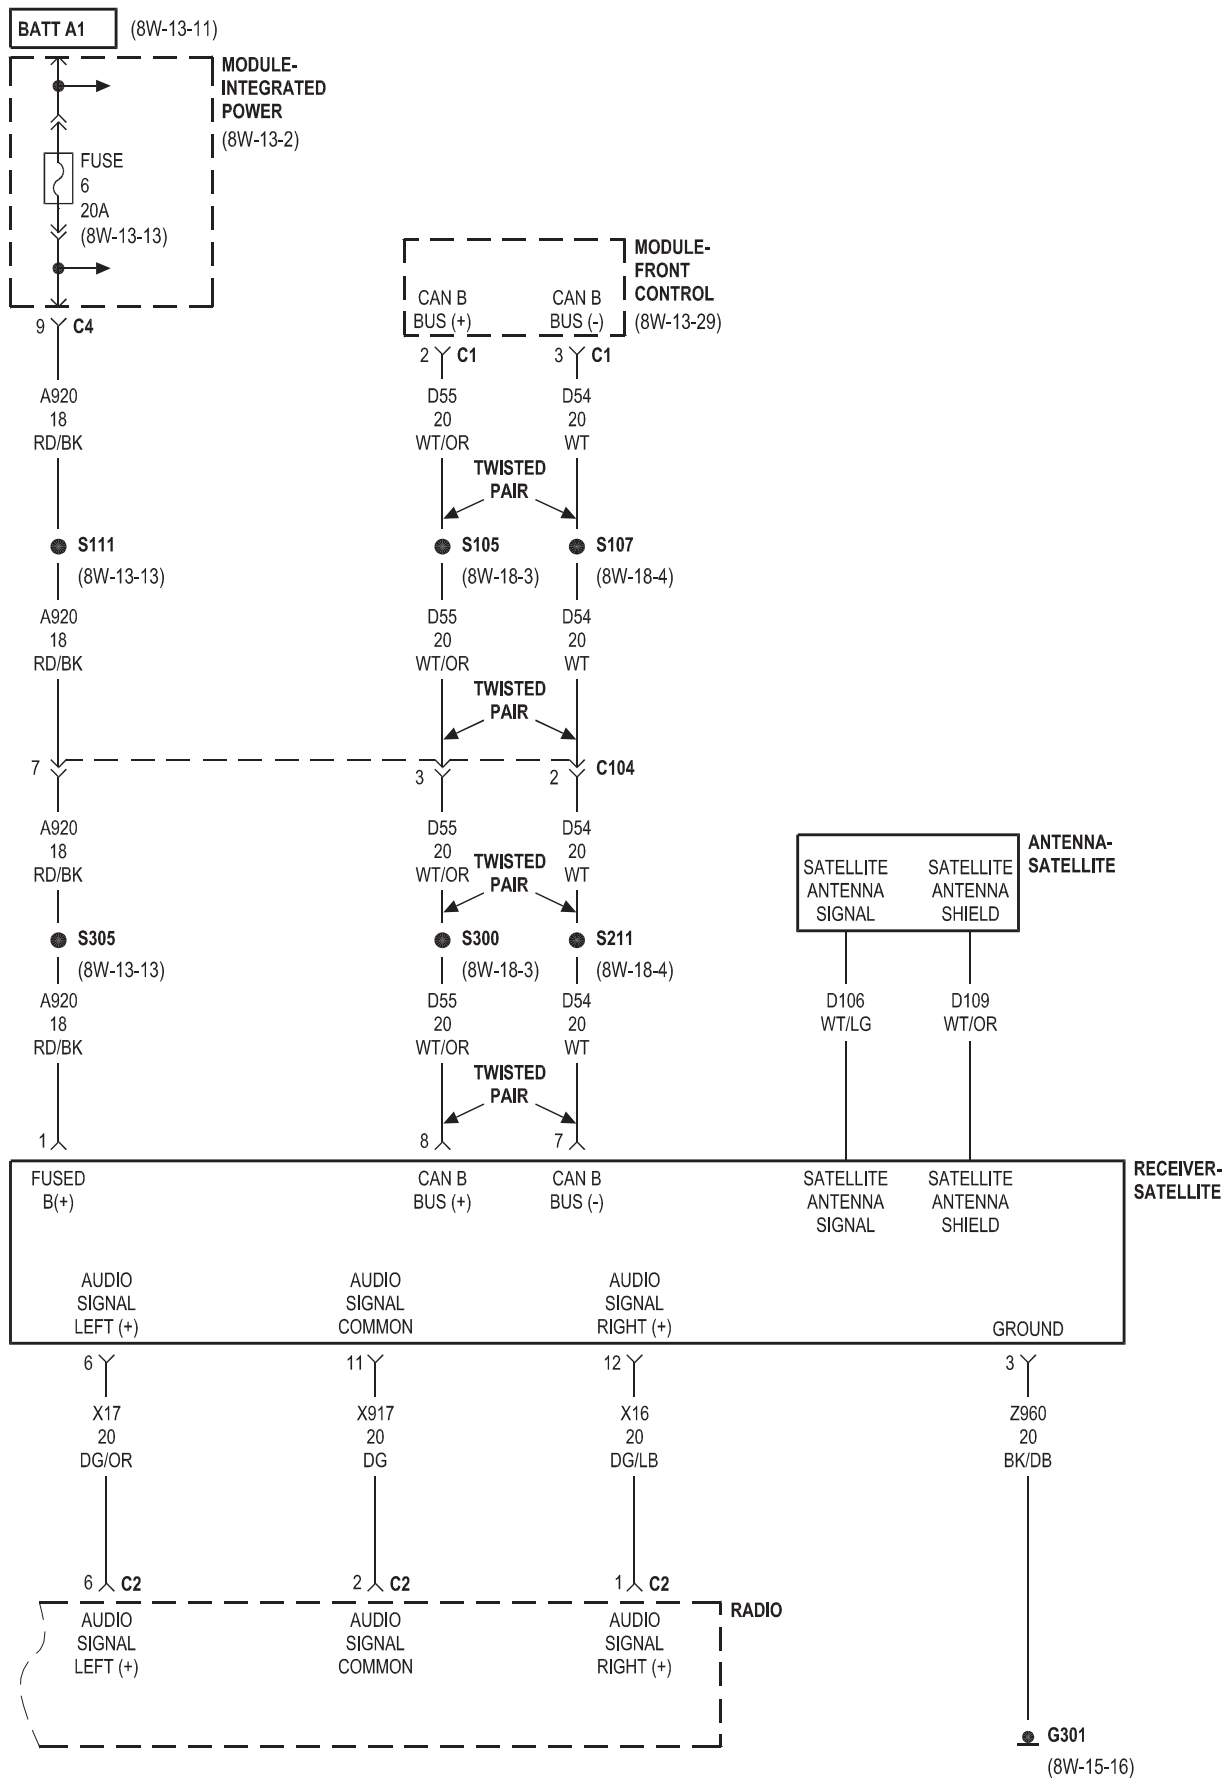 BATT A1 (8W-13-11)
MODULE-
INTEGRATED
POWER
(8W-13-2)
FUSE
6
20A
(8W-13-13)
9 C4
MODULE-
FRONT
CONTROL
(8W-13-29)
CAN B
BUS (+)
CAN B
BUS (-)
2 C1
3 C1
A920
18
RD/BK
D55
20
WT/OR
D54
20
WT
TWISTED
PAIR
S111
(8W-13-13)
S105
(8W-18-3)
S107
(8W-18-4)
A920
18
RD/BK
D55
20
WT/OR
D54
20
WT
TWISTED
PAIR
7
3
2
C104
A920
18
RD/BK
D55
20
WT/OR
D54
20
WT
TWISTED
PAIR
ANTENNA-
SATELLITE
SATELLITE
ANTENNA
SIGNAL
SATELLITE
ANTENNA
SHIELD
S305
(8W-13-13)
S300
(8W-18-3)
S211
(8W-18-4)
A920
18
RD/BK
D55
20
WT/OR
D54
20
WT
D106
WT/LG
D109
WT/OR
TWISTED
PAIR
1
8
7
RECEIVER-
SATELLITE
FUSED
B(+)
CAN B
BUS (+)
CAN B
BUS (-)
SATELLITE
ANTENNA
SIGNAL
SATELLITE
ANTENNA
SHIELD
AUDIO
SIGNAL
LEFT (+)
AUDIO
SIGNAL
COMMON
AUDIO
SIGNAL
RIGHT (+)
GROUND
6
11
12
3
X17
20
DG/OR
X917
20
DG
X16
20
DG/LB
Z960
20
BK/DB
6 C2
2 C2
1 C2
RADIO
AUDIO
SIGNAL
LEFT (+)
AUDIO
SIGNAL
COMMON
AUDIO
SIGNAL
RIGHT (+)
G301
(8W-15-16)